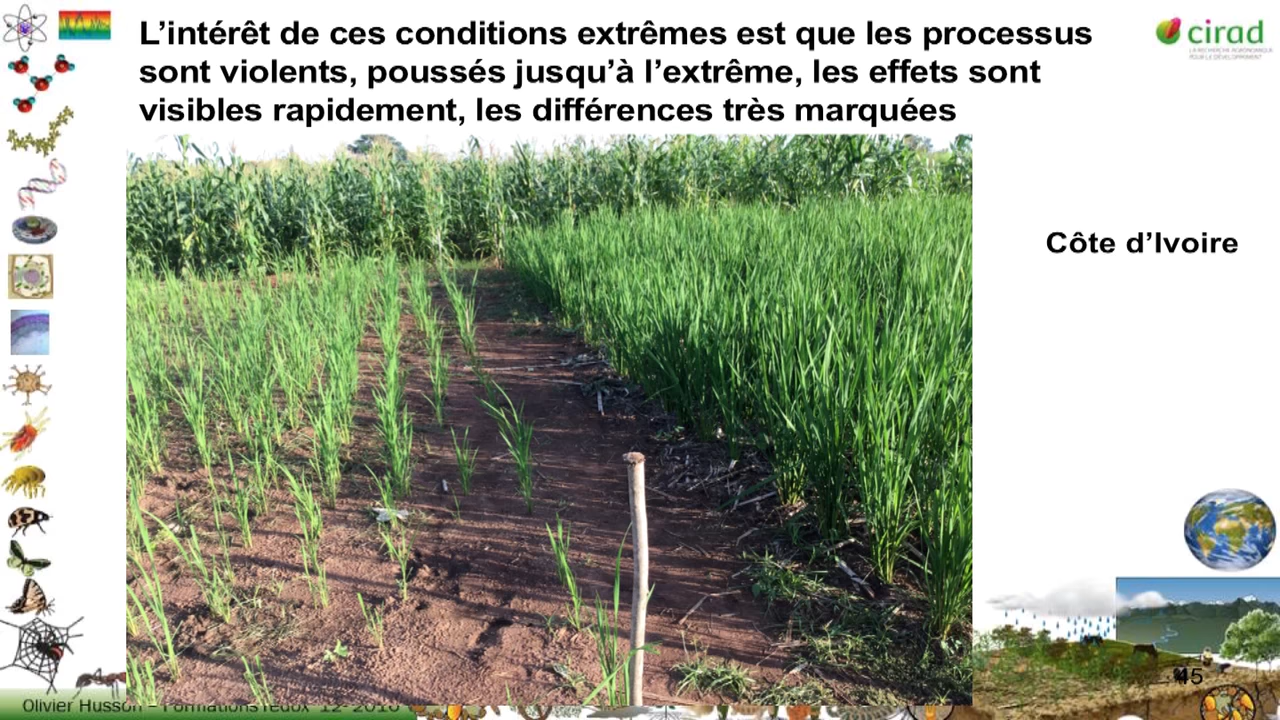 L’intérêt de ces conditions extrêmes est que les processus
sont violents, poussés jusqu’à l’extrême, les effets sont
visibles rapidement, les différences très marquées
cirad
LA RECHERCHE AGRONOMIQUE
POUR LE DÉVELOPPEMENT
Côte d’Ivoire
45
Olivier Husson – Formations redox 12- 2016